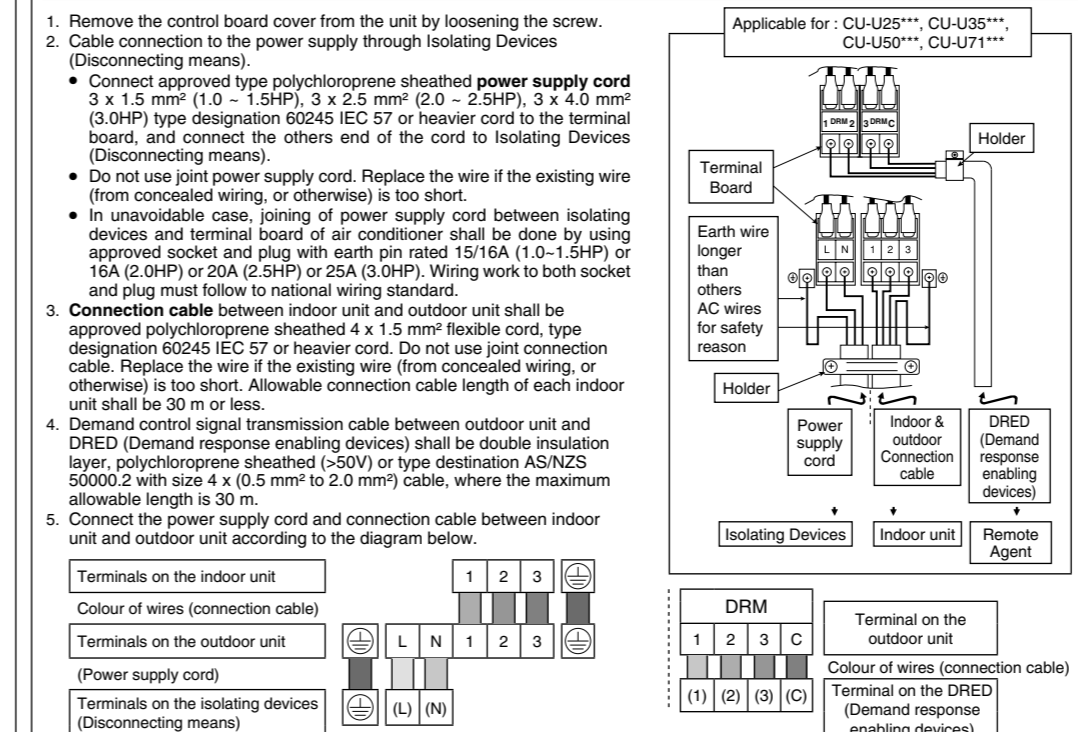 1. Remove the control board cover from the unit by loosening the screw.
2. Cable connection to the power supply through Isolating Devices
(Disconnecting means).
• Connect approved type polychloroprene sheathed power supply cord
3 x 1.5 mm² (1.0 ~ 1.5HP), 3 x 2.5 mm² (2.0 ~ 2.5HP), 3 x 4.0 mm²
(3.0HP) type designation 60245 IEC 57 or heavier cord to the terminal
board, and connect the others end of the cord to Isolating Devices
(Disconnecting means).
• Do not use joint power supply cord. Replace the wire if the existing wire
(from concealed wiring, or otherwise) is too short.
• In unavoidable case, joining of power supply cord between isolating
devices and terminal board of air conditioner shall be done by using
approved socket and plug with earth pin rated 15/16A (1.0~1.5HP) or
16A (2.0HP) or 20A (2.5HP) or 25A (3.0HP). Wiring work to both socket
and plug must follow to national wiring standard.
3. Connection cable between indoor unit and outdoor unit shall be
approved polychloroprene sheathed 4 x 1.5 mm² flexible cord, type
designation 60245 IEC 57 or heavier cord. Do not use joint connection
cable. Replace the wire if the existing wire (from concealed wiring, or
otherwise) is too short. Allowable connection cable length of each indoor
unit shall be 30 m or less.
4. Demand control signal transmission cable between outdoor unit and
DRED (Demand response enabling devices) shall be double insulation
layer, polychloroprene sheathed (>50V) or type destination AS/NZS
50000.2 with size 4 x (0.5 mm² to 2.0 mm²) cable, where the maximum
allowable length is 30 m.
5. Connect the power supply cord and connection cable between indoor
unit and outdoor unit according to the diagram below.
Terminals on the indoor unit 1 2 3
Colour of wires (connection cable)
Terminals on the outdoor unit L N 1 2 3
(Power supply cord)
Terminals on the isolating devices
(Disconnecting means) (L) (N)
Applicable for : CU-U25***, CU-U35***,
CU-U50***, CU-U71***
1 DRM 2 3 DRM C
Holder
Terminal
Board
L N 1 2 3
Earth wire
longer
than
others
AC wires
for safety
reason
Holder
Power
supply
cord
Indoor &
outdoor
Connection
cable
DRED
(Demand
response
enabling
devices)
Isolating Devices
Indoor unit
Remote
Agent
DRM
1 2 3 C
(1) (2) (3) (C)
Terminal on the
outdoor unit
Colour of wires (connection cable)
Terminal on the DRED
(Demand response
enabling devices)